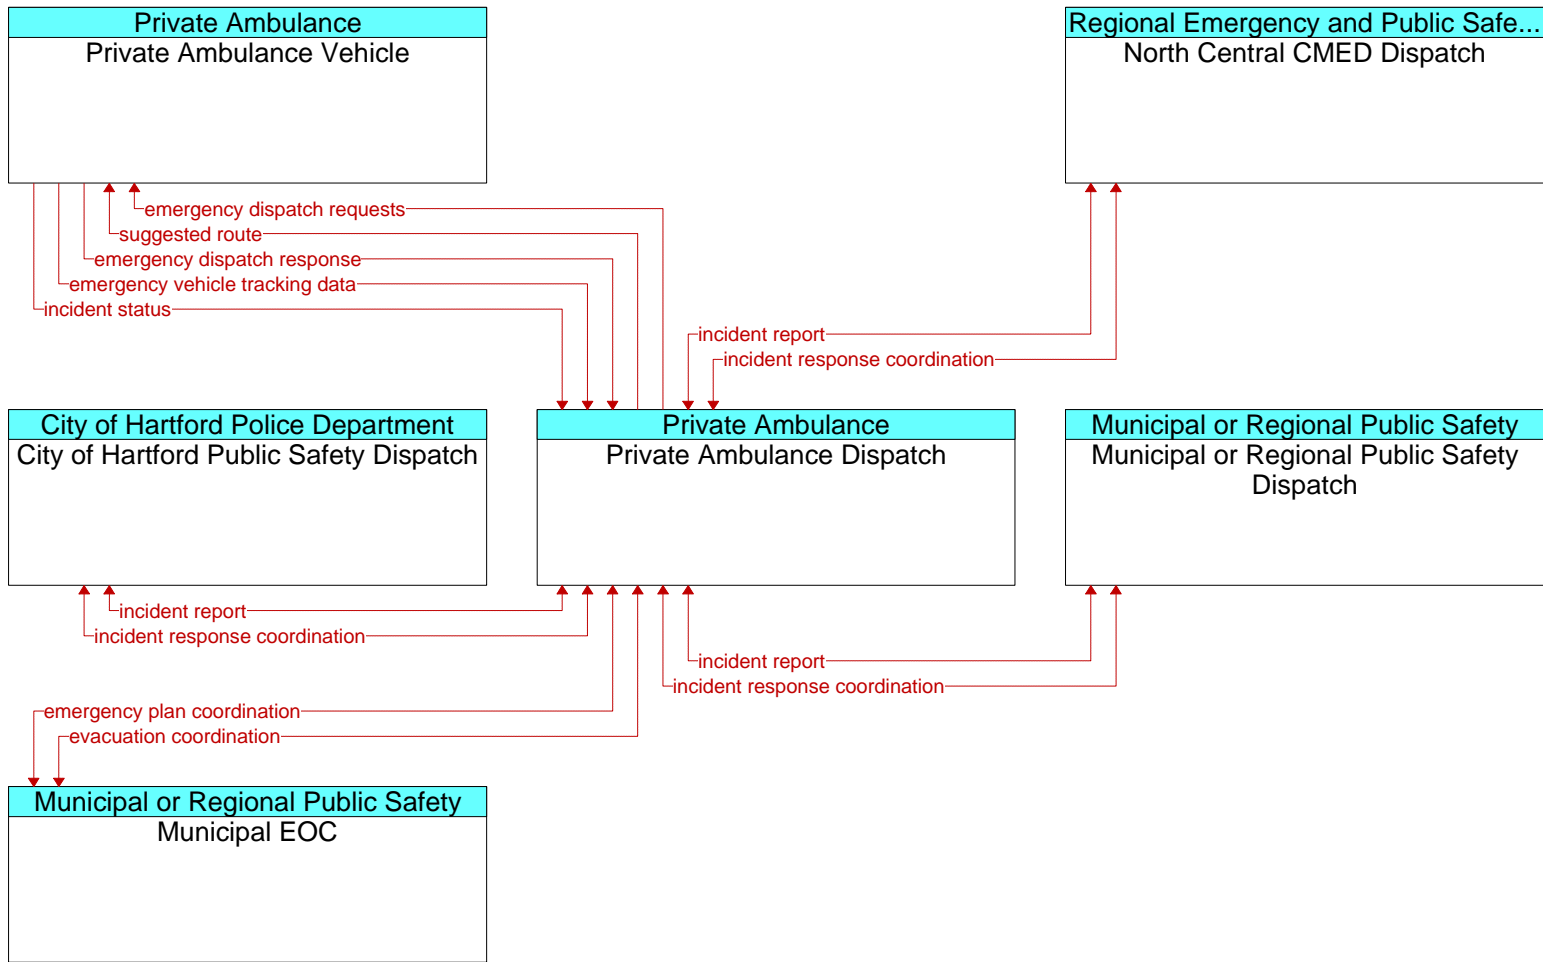 Private Ambulance
Private Ambulance Vehicle
Regional Emergency and Public Safe...
North Central CMED Dispatch
emergency dispatch requests
suggested route
emergency dispatch response
emergency vehicle tracking data
incident status
incident report
incident response coordination
City of Hartford Police Department
City of Hartford Public Safety Dispatch
Private Ambulance
Private Ambulance Dispatch
Municipal or Regional Public Safety
Municipal or Regional Public Safety
Dispatch
incident report
incident response coordination
incident report
incident response coordination
emergency plan coordination
evacuation coordination
Municipal or Regional Public Safety
Municipal EOC